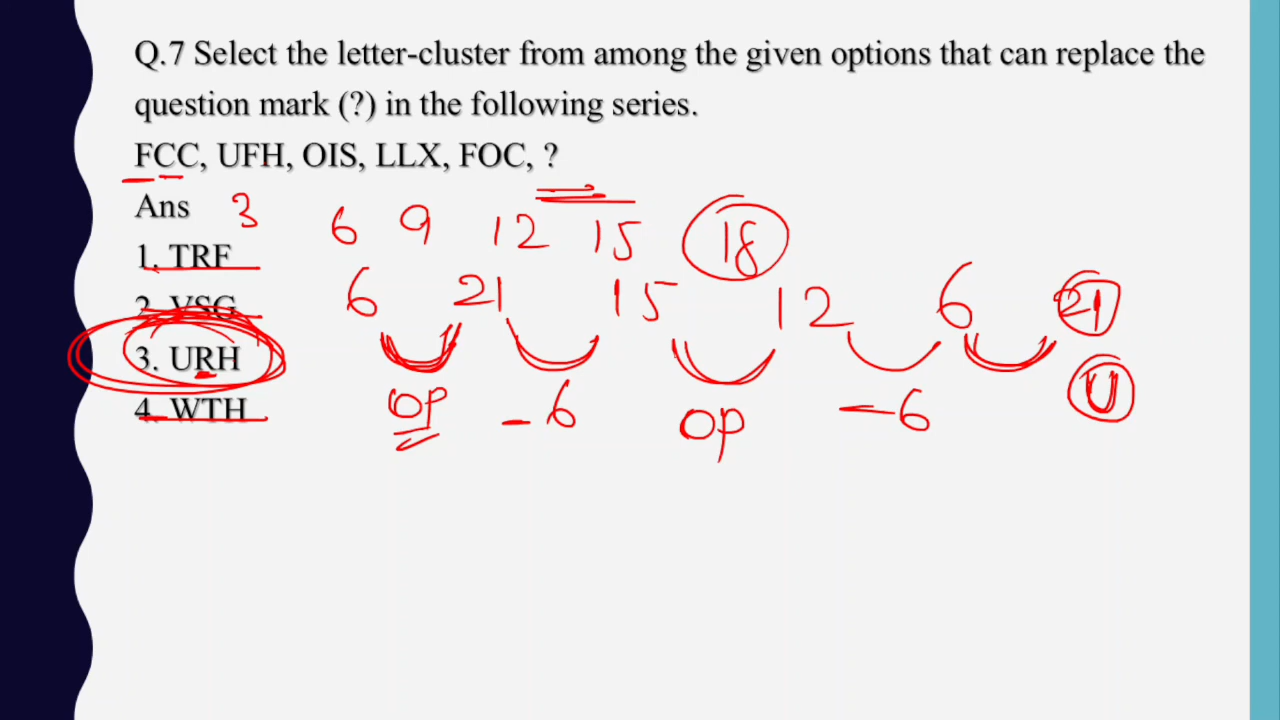 Q.7 Select the letter-cluster from among the given options that can replace the
question mark (?) in the following series.
FCC, UFH, OIS, LLX, FOC, ?
Ans 3 6 9 12 15 18
1. TRF
6 21 15 12 6 21
2. VSG
3. URH
4. WTH OP -6 OP -6 U